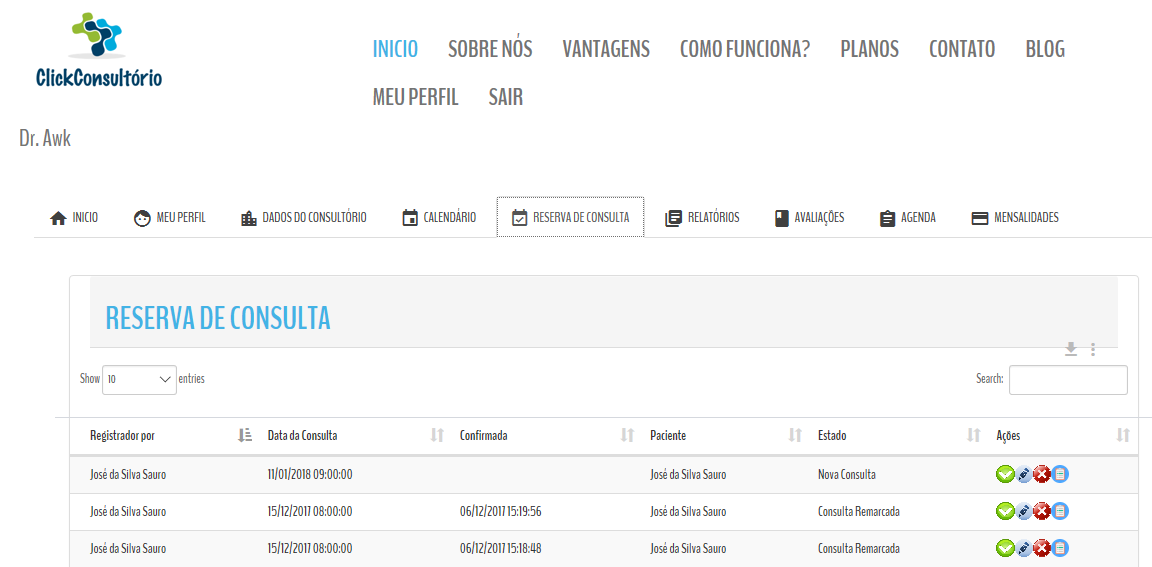 ClickConsultório
INICIO SOBRE NÓS VANTAGENS COMO FUNCIONA? PLANOS CONTATO BLOG
MEU PERFIL SAIR
Dr. Awk
INICIO MEU PERFIL DADOS DO CONSULTÓRIO CALENDÁRIO RESERVA DE CONSULTA RELATÓRIOS AVALIAÇÕES AGENDA MENSALIDADES
RESERVA DE CONSULTA
Show 10 entries Search:
Registrador por Data da Consulta Confirmada Paciente Estado Ações
José da Silva Sauro 11/01/2018 09:00:00 José da Silva Sauro Nova Consulta
José da Silva Sauro 15/12/2017 08:00:00 06/12/2017 15:19:56 José da Silva Sauro Consulta Remarcada
José da Silva Sauro 15/12/2017 08:00:00 06/12/2017 15:18:48 José da Silva Sauro Consulta Remarcada